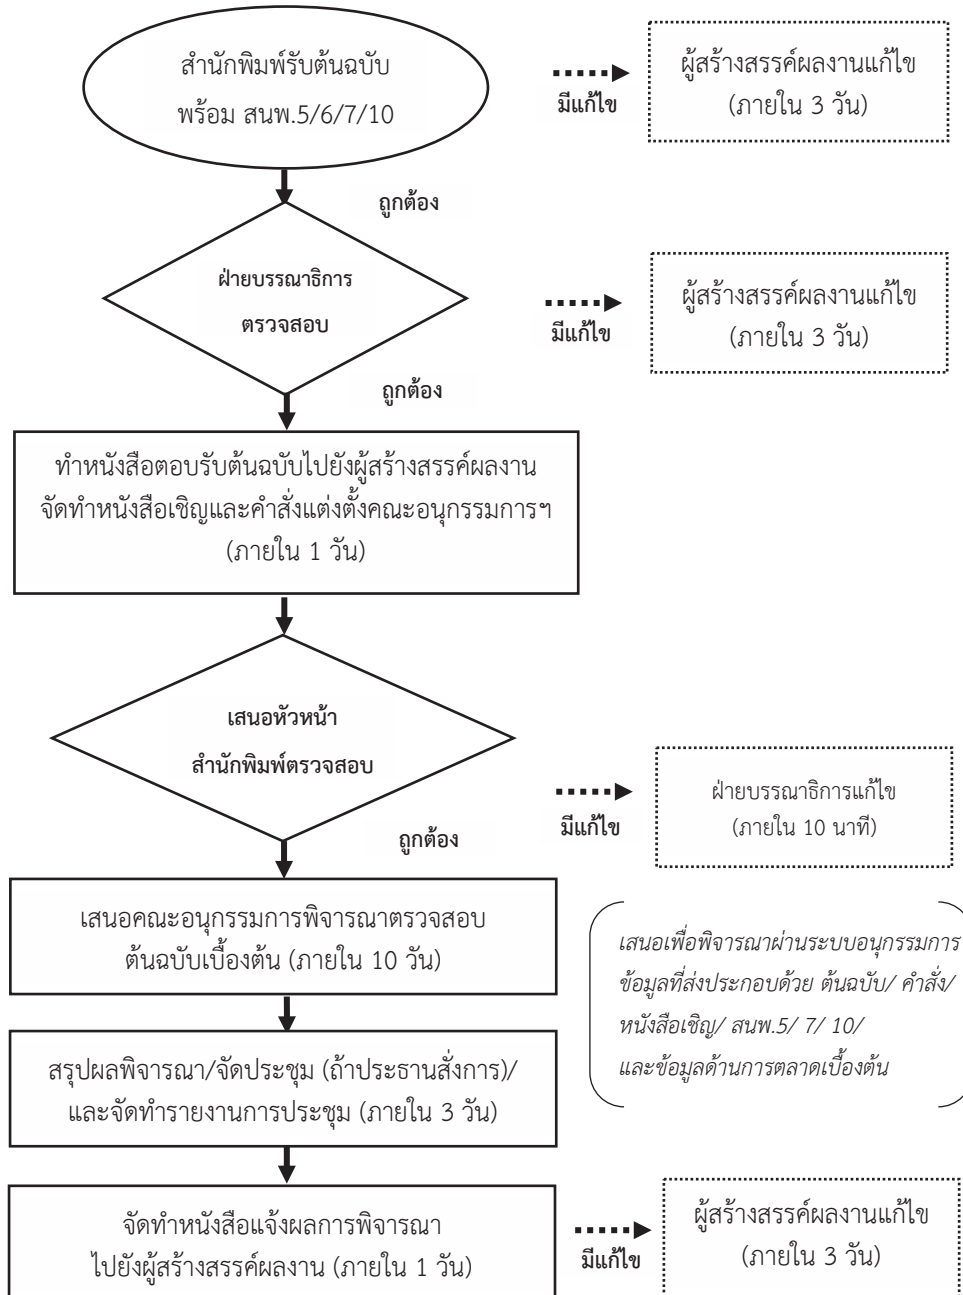 สำนักพิมพ์รับต้นฉบับ
พร้อม สนพ.5/6/7/10
มีแก้ไข
ผู้สร้างสรรค์ผลงานแก้ไข
(ภายใน 3 วัน)
ถูกต้อง
ฝ่ายบรรณาธิการ
ตรวจสอบ
มีแก้ไข
ผู้สร้างสรรค์ผลงานแก้ไข
(ภายใน 3 วัน)
ถูกต้อง
ทำหนังสือตอบรับต้นฉบับไปยังผู้สร้างสรรค์ผลงาน
จัดทำหนังสือเชิญและคำสั่งแต่งตั้งคณะอนุกรรมการฯ
(ภายใน 1 วัน)
เสนอหัวหน้า
สำนักพิมพ์ตรวจสอบ
มีแก้ไข
ฝ่ายบรรณาธิการแก้ไข
(ภายใน 10 นาที)
ถูกต้อง
เสนอคณะอนุกรรมการพิจารณาตรวจสอบ
ต้นฉบับเบื้องต้น (ภายใน 10 วัน)
เสนอเพื่อพิจารณาผ่านระบบอนุกรรมการ
ข้อมูลที่ส่งประกอบด้วย ต้นฉบับ/ คำสั่ง/
หนังสือเชิญ/ สนพ.5/ 7/ 10/
และข้อมูลด้านการตลาดเบื้องต้น
สรุปผลพิจารณา/จัดประชุม (ถ้าประธานสั่งการ)/
และจัดทำรายงานการประชุม (ภายใน 3 วัน)
จัดทำหนังสือแจ้งผลการพิจารณา
ไปยังผู้สร้างสรรค์ผลงาน (ภายใน 1 วัน)
มีแก้ไข
ผู้สร้างสรรค์ผลงานแก้ไข
(ภายใน 3 วัน)